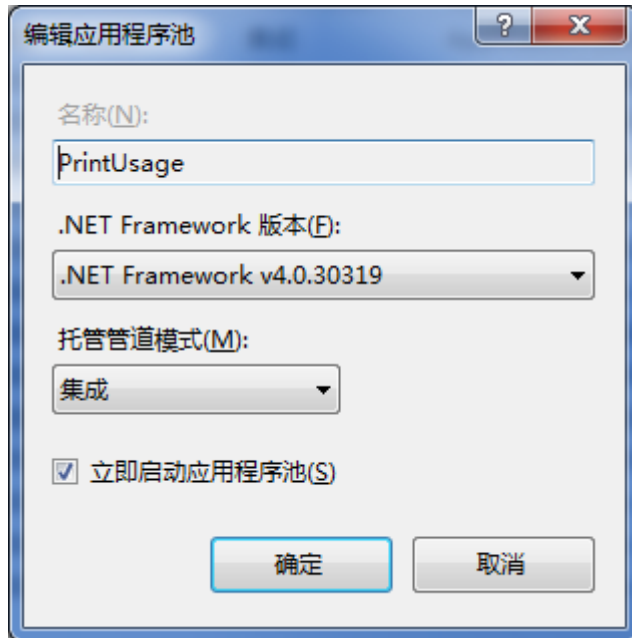 编辑应用程序池
?
名称(N):
PrintUsage
.NET Framework 版本(F):
.NET Framework v4.0.30319
托管管道模式(M):
集成
立即启动应用程序池(S)
确定 取消